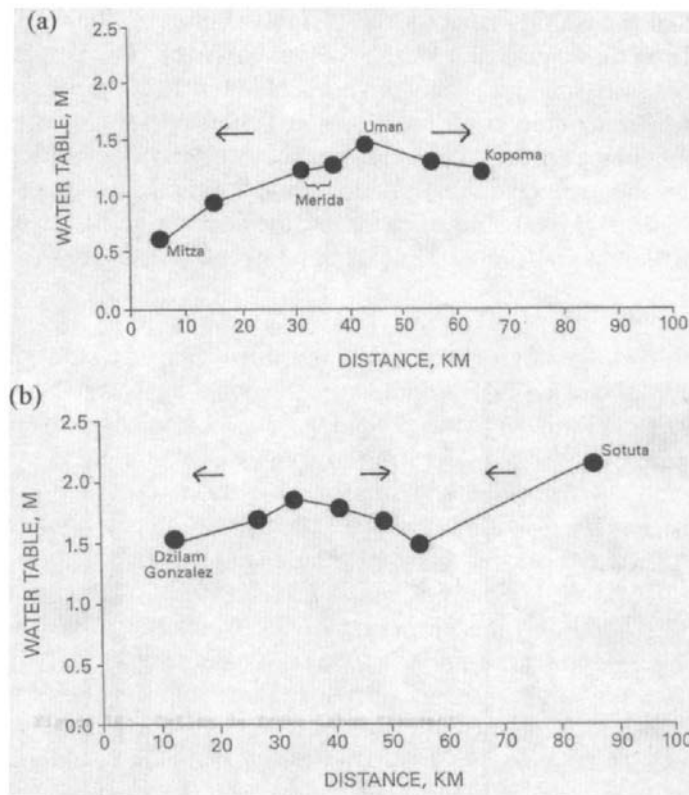 (a)
WATER TABLE, M
2.5
2.0
1.5
1.0
0.5
0.0
Mitza
Merida
Uman
Kopoma
0 10 20 30 40 50 60 70 80 90 100
DISTANCE, KM
(b)
WATER TABLE, M
2.5
2.0
1.5
1.0
0.5
0.0
Dzilam
Gonzalez
Sotuta
0 10 20 30 40 50 60 70 80 90 100
DISTANCE, KM